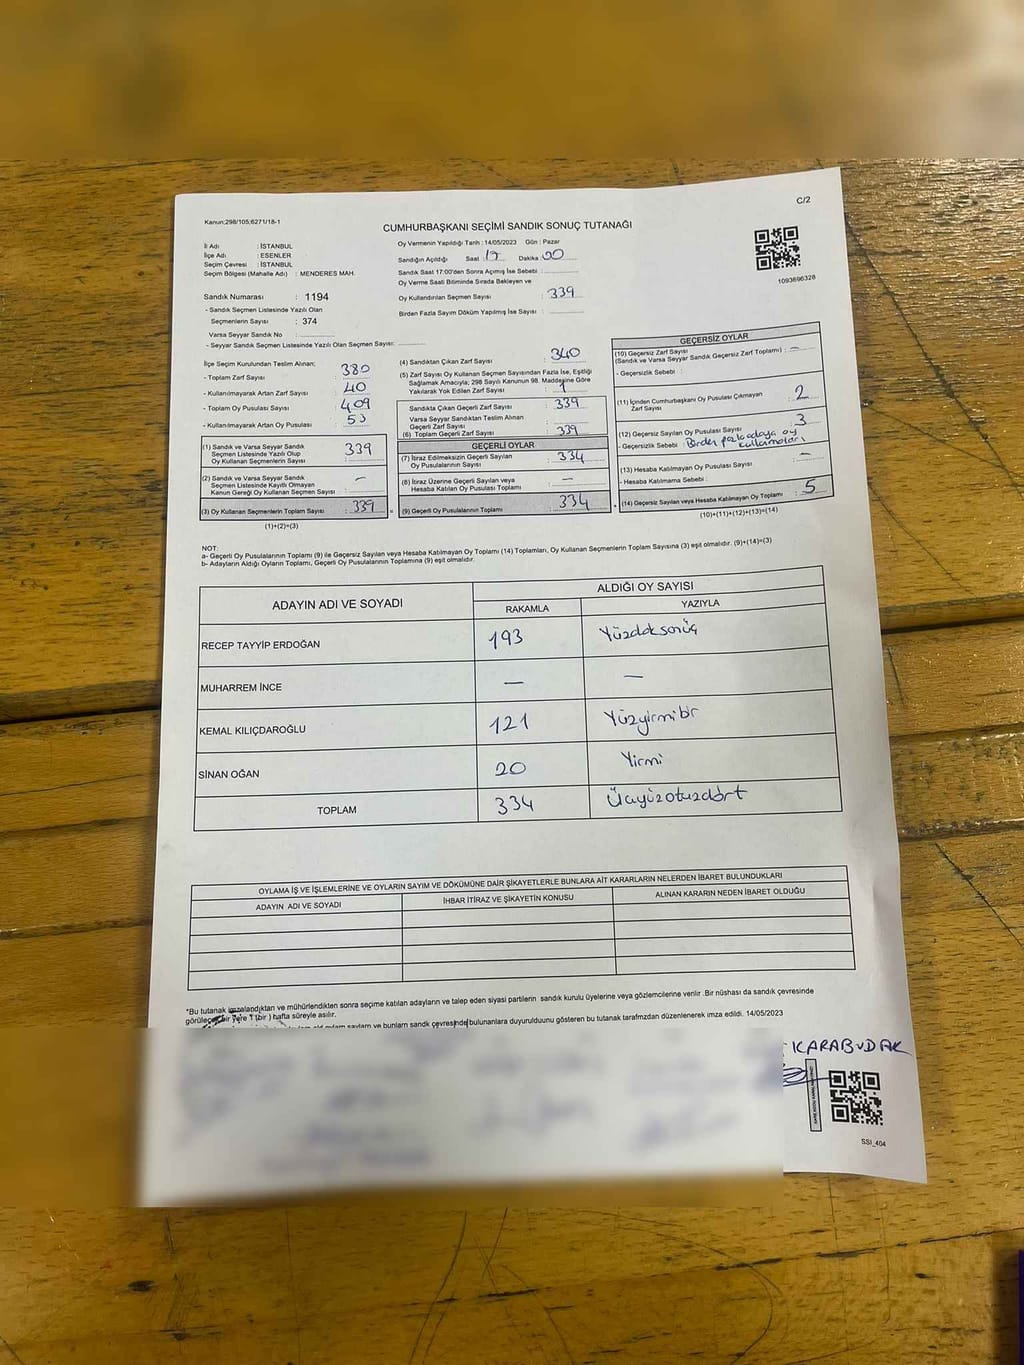 C/2
Kanun;298/105;6271/18-1
CUMHURBAŞKANI SEÇİMİ SANDIK SONUÇ TUTANAĞI
İl Adı : İSTANBUL
İlçe Adı : ESENLER
Seçim Çevresi : İSTANBUL
Seçim Bölgesi (Mahalle Adı) : MENDERES MAH.
Sandık Numarası : 1194
- Sandık Seçmen Listesinde Yazılı Olan
Seçmenlerin Sayısı : 374
Varsa Seyyar Sandık No :
- Seyyar Sandık Seçmen Listesinde Yazılı Olan Seçmen Sayısı:
Oy Vermenin Yapıldığı Tarih : 14/05/2023 Gün : Pazar
Sandığın Açıldığı Saat : 17 Dakika : 00
Sandık Saat 17:00'den Sonra Açılmış İse Sebebi :
Oy Verme Saati Bitiminde Sırada Bekleyen ve
Oy Kullandırılan Seçmen Sayısı : 339
Birden Fazla Sayım Döküm Yapılmış İse Sayısı :
1093696328
İlçe Seçim Kurulundan Teslim Alınan;
- Toplam Zarf Sayısı : 380
- Kullanılmayarak Artan Zarf Sayısı : 40
- Toplam Oy Pusulası Sayısı : 409
- Kullanılmayarak Artan Oy Pusulası : 53
(1) Sandık ve Varsa Seyyar Sandık
Seçmen Listesinde Yazılı Olup
Oy Kullanan Seçmenlerin Sayısı : 339
(2) Sandık ve Varsa Seyyar Sandık
Seçmen Listesinde Kayıtlı Olmayan
Kanun Gereği Oy Kullanan Seçmen Sayısı : –
(3) Oy Kullanan Seçmenlerin Toplam Sayısı : 339
(1)+(2)=(3)
(4) Sandıktan Çıkan Zarf Sayısı : 340
(5) Zarf Sayısı Oy Kullanan Seçmen Sayısından Fazla İse, Eşitliği
Sağlamak Amacıyla; 298 Sayılı Kanunun 98. Maddesine Göre
Yakılarak Yok Edilen Zarf Sayısı : 1
Sandıkta Çıkan Geçerli Zarf Sayısı : 339
Varsa Seyyar Sandıktan Teslim Alınan
Geçerli Zarf Sayısı :
(6) Toplam Geçerli Zarf Sayısı : 339
GEÇERLİ OYLAR
(7) İtiraz Edilmeksizin Geçerli Sayılan
Oy Pusulalarının Sayısı : 334
(8) İtiraz Üzerine Geçerli Sayılan veya
Hesaba Katılan Oy Pusulası Toplamı : –
(9) Geçerli Oy Pusulalarının Toplamı : 334
GEÇERSİZ OYLAR
(10) Geçersiz Zarf Sayısı
(Sandık ve Varsa Seyyar Sandık Geçersiz Zarf Toplamı) : –
- Geçersizlik Sebebi :
(11) İçinden Cumhurbaşkanı Oy Pusulası Çıkmayan
Zarf Sayısı : 2
(12) Geçersiz Sayılan Oy Pusulası Sayısı : 3
- Geçersizlik Sebebi : Birden fazla adaya oy
kullanmaları
(13) Hesaba Katılmayan Oy Pusulası Sayısı : –
- Hesaba Katılmama Sebebi :
(14) Geçersiz Sayılan veya Hesaba Katılmayan Oy Toplamı : 5
(10)+(11)+(12)+(13)=(14)
NOT:
a- Geçerli Oy Pusulalarının Toplamı (9) ile Geçersiz Sayılan veya Hesaba Katılmayan Oy Toplamı (14) Toplamları, Oy Kullanan Seçmenlerin Toplam Sayısına (3) eşit olmalıdır. (9)+(14)=(3)
b- Adayların Aldığı Oyların Toplamı, Geçerli Oy Pusulalarının Toplamına (9) eşit olmalıdır.
ADAYIN ADI VE SOYADI
ALDIĞI OY SAYISI
RAKAMLA YAZIYLA
RECEP TAYYİP ERDOĞAN 193 Yüzdoksanüç
MUHARREM İNCE – –
KEMAL KILIÇDAROĞLU 121 Yüzyirmibir
SİNAN OĞAN 20 Yirmi
TOPLAM 334 Üçyüzotuzdört
OYLAMA İŞ VE İŞLEMLERİNE VE OYLARIN SAYIM VE DÖKÜMÜNE DAİR ŞİKAYETLERLE BUNLARA AİT KARARLARIN NELERDEN İBARET BULUNDUKLARI
ADAYIN ADI VE SOYADI İHBAR İTİRAZ VE ŞİKAYETİN KONUSU ALINAN KARARIN NEDEN İBARET OLDUĞU
*Bu tutanak imzalandıktan ve mühürlendikten sonra seçime katılan adayların ve talep eden siyasi partilerin sandık kurulu üyelerine veya gözlemcilerine verilir .Bir nüshası da sandık çevresinde
görülecek bir yere 1 (bir ) hafta süreyle asılır.
sayılarını ve bunların sandık çevresinde bulunanlara duyurulduğunu gösteren bu tutanak tarafımızdan düzenlenerek imza edildi. 14/05/2023
KARABUDAK
SSI_404